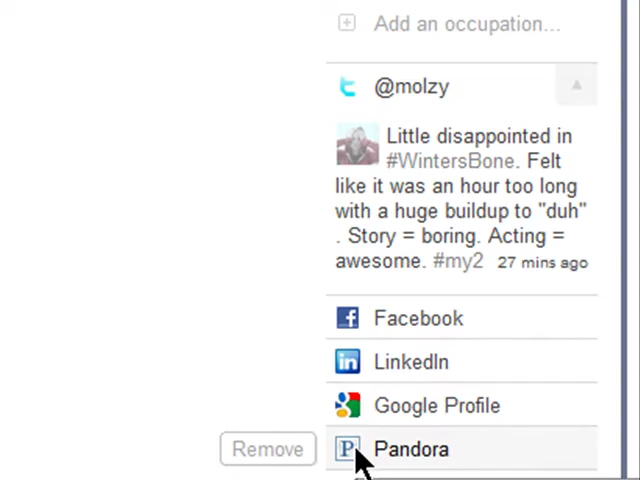 Add an occupation...
@molzy
Little disappointed in
#WintersBone. Felt
like it was an hour too long
with a huge buildup to "duh"
. Story = boring. Acting =
awesome. #my2 27 mins ago
Facebook
LinkedIn
Google Profile
Remove Pandora